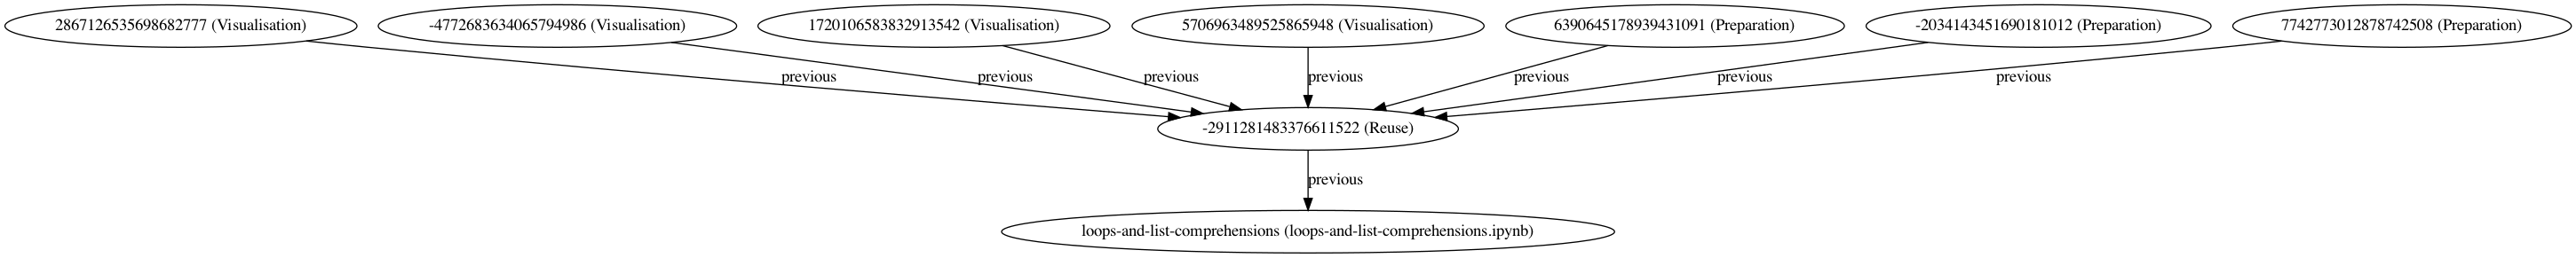 2867126535698682777 (Visualisation)
-4772683634065794986 (Visualisation)
1720106583832913542 (Visualisation)
5706963489525865948 (Visualisation)
6390645178939431091 (Preparation)
-2034143451690181012 (Preparation)
7742773012878742508 (Preparation)
previous
previous
previous
previous
previous
previous
previous
-2911281483376611522 (Reuse)
previous
loops-and-list-comprehensions (loops-and-list-comprehensions.ipynb)